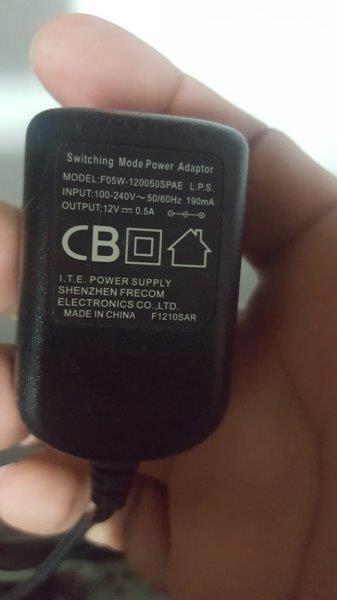 Switching Mode Power Adaptor
MODEL:F05W-120050SPAE L.P.S.
INPUT:100-240V~50/60Hz 190mA
OUTPUT:12V⎓0.5A
CB
I.T.E. POWER SUPPLY
SHENZHEN FRECOM
ELECTRONICS CO.,LTD.
MADE IN CHINA F1210SAR